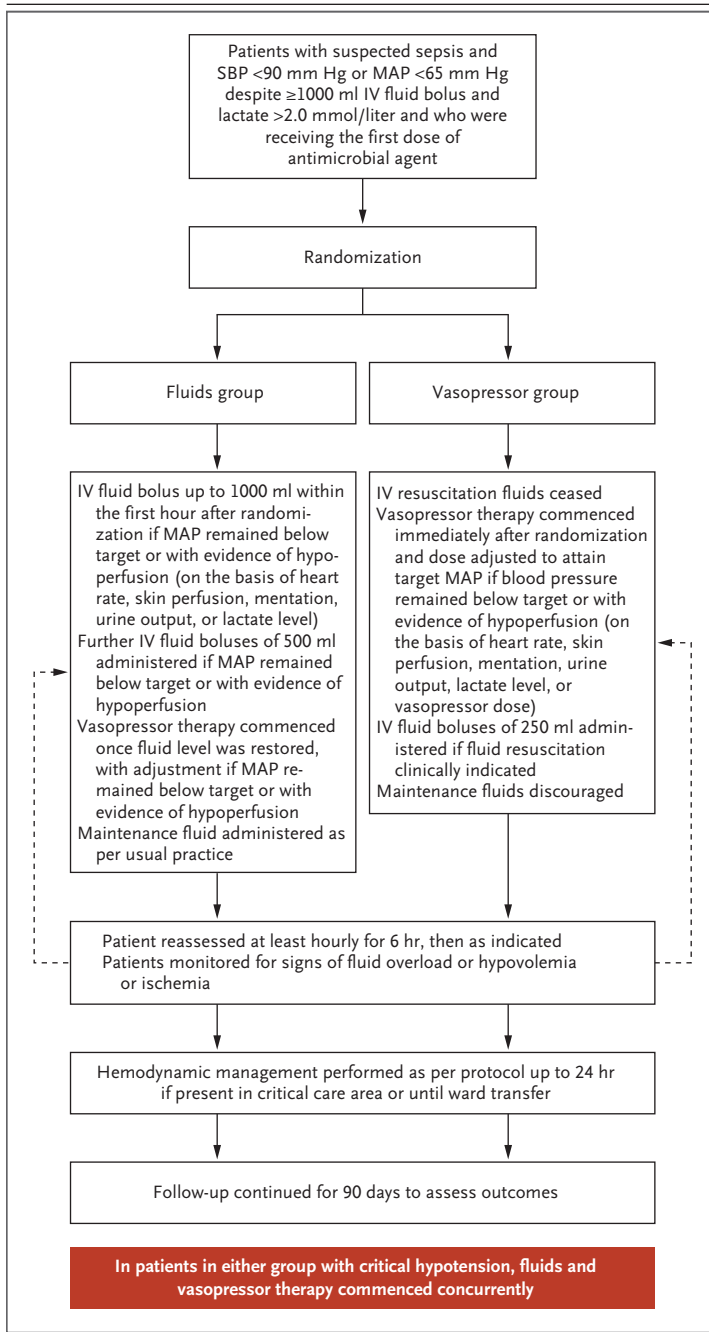 Patients with suspected sepsis and
SBP <90 mm Hg or MAP <65 mm Hg
despite ≥1000 ml IV fluid bolus and
lactate >2.0 mmol/liter and who were
receiving the first dose of
antimicrobial agent
Randomization
Fluids group
Vasopressor group
IV fluid bolus up to 1000 ml within
the first hour after randomi-
zation if MAP remained below
target or with evidence of hypo-
perfusion (on the basis of heart
rate, skin perfusion, mentation,
urine output, or lactate level)
Further IV fluid boluses of 500 ml
administered if MAP remained
below target or with evidence of
hypoperfusion
Vasopressor therapy commenced
once fluid level was restored,
with adjustment if MAP re-
mained below target or with
evidence of hypoperfusion
Maintenance fluid administered as
per usual practice
IV resuscitation fluids ceased
Vasopressor therapy commenced
immediately after randomization
and dose adjusted to attain
target MAP if blood pressure
remained below target or with
evidence of hypoperfusion (on
the basis of heart rate, skin
perfusion, mentation, urine
output, lactate level, or
vasopressor dose)
IV fluid boluses of 250 ml admin-
istered if fluid resuscitation
clinically indicated
Maintenance fluids discouraged
Patient reassessed at least hourly for 6 hr, then as indicated
Patients monitored for signs of fluid overload or hypovolemia
or ischemia
Hemodynamic management performed as per protocol up to 24 hr
if present in critical care area or until ward transfer
Follow-up continued for 90 days to assess outcomes
In patients in either group with critical hypotension, fluids and
vasopressor therapy commenced concurrently